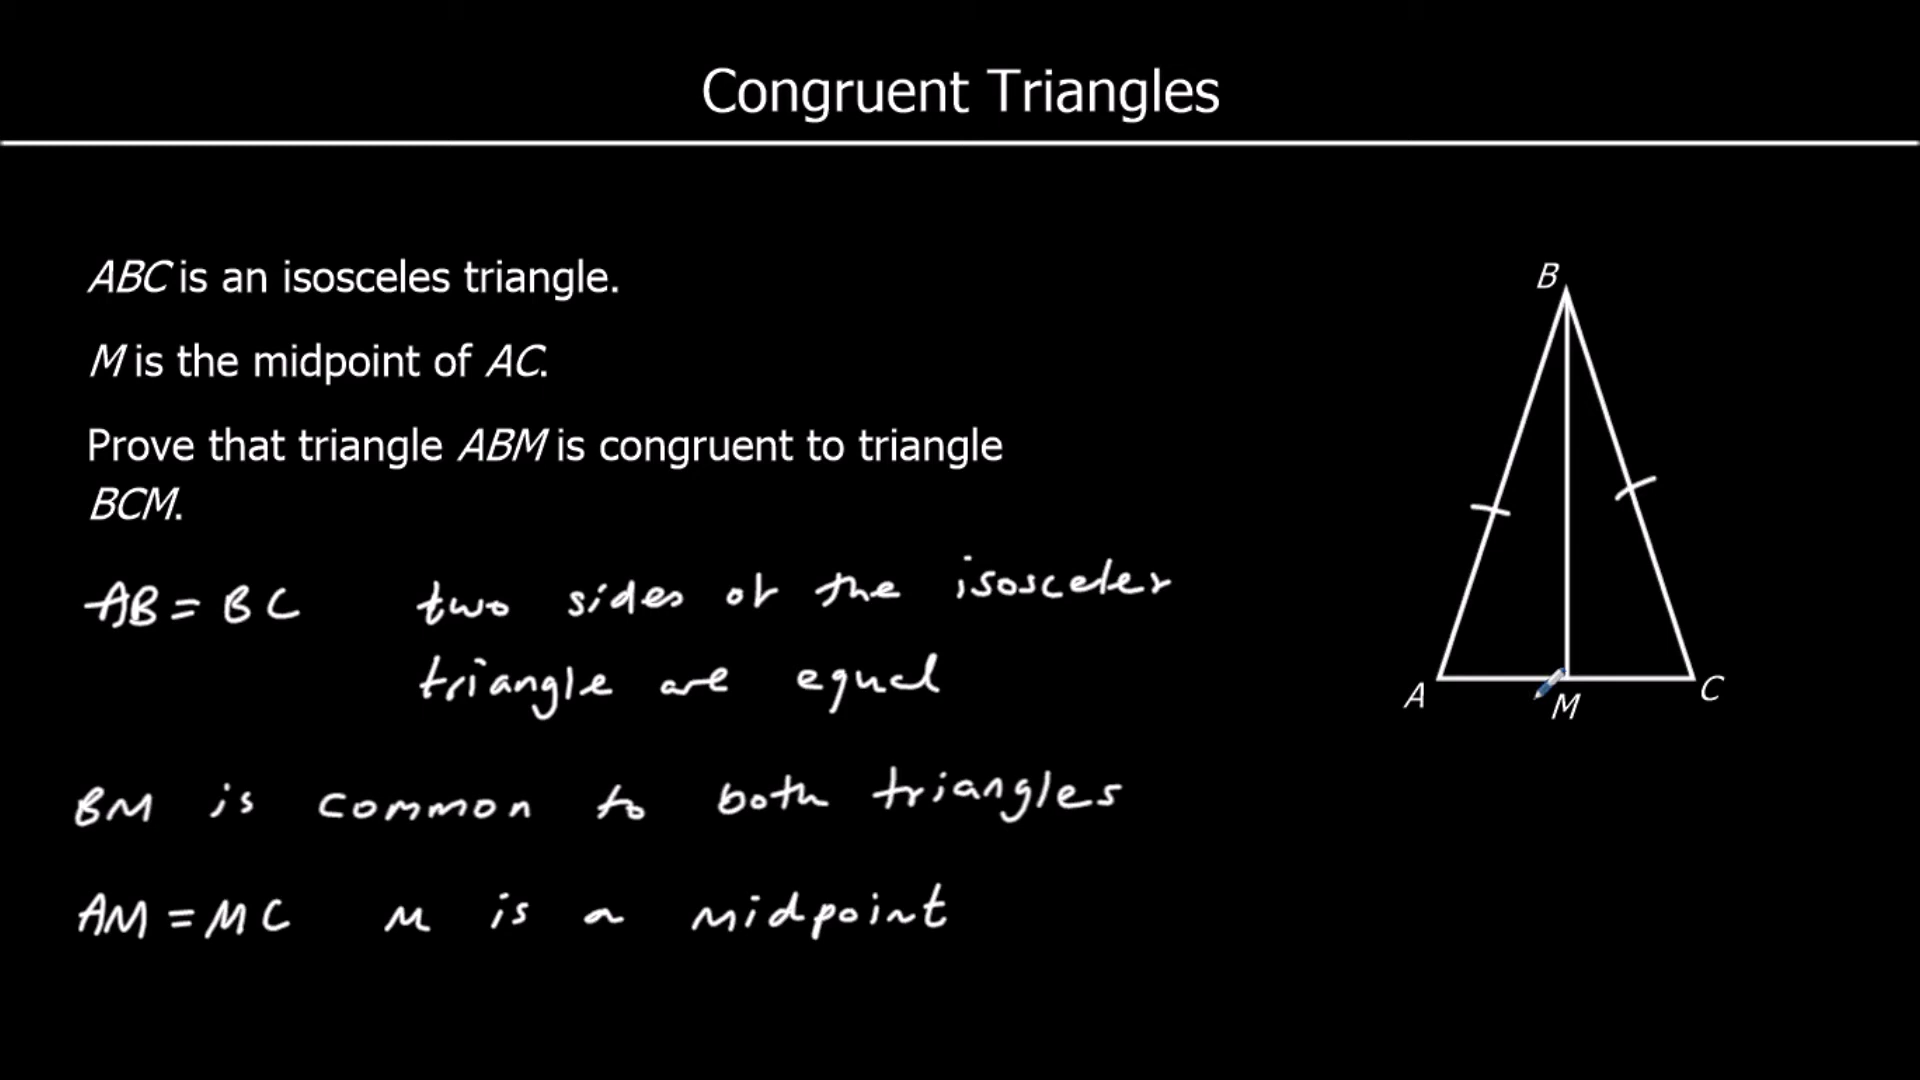 Congruent Triangles
ABC is an isosceles triangle.
M is the midpoint of AC.
Prove that triangle ABM is congruent to triangle
BCM.
AB = BC two sides of the isosceles
triangle are equal
BM is common to both triangles
AM = MC M is a midpoint
B
A
M
C